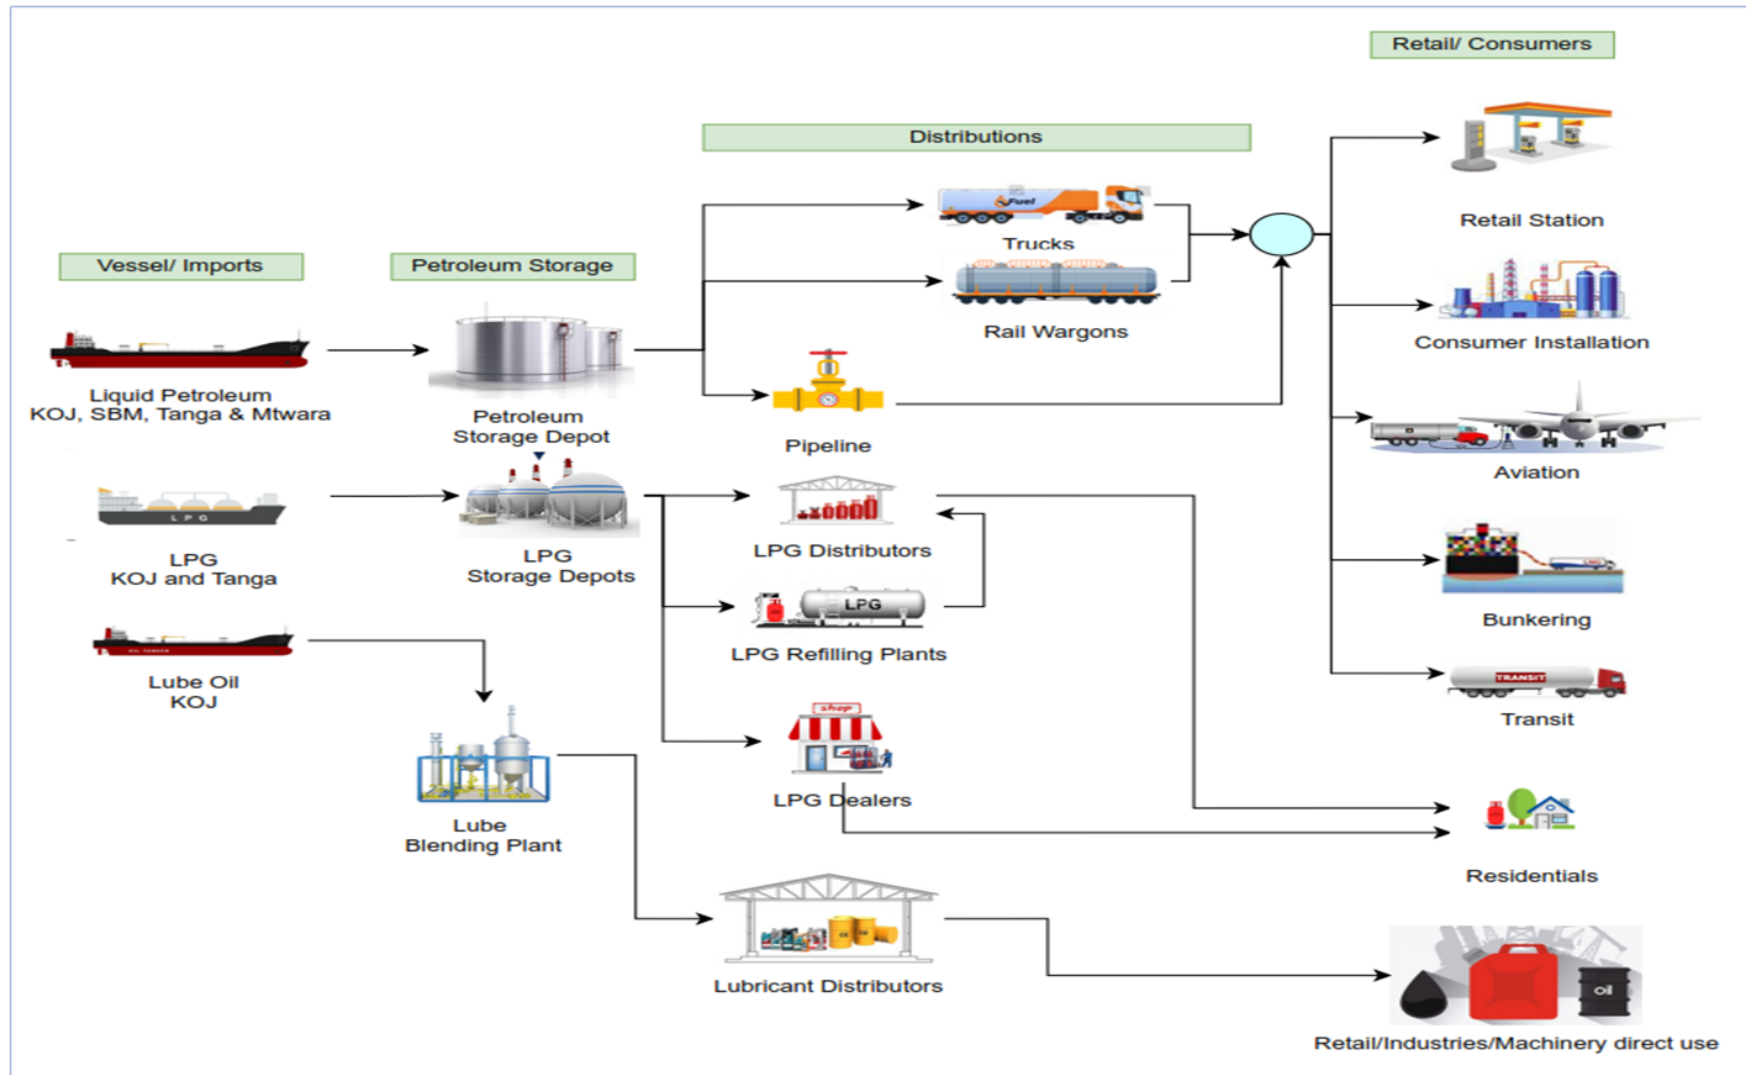 Retail/ Consumers
Distributions
Vessel/ Imports
Petroleum Storage
Liquid Petroleum
KOJ, SBM, Tanga & Mtwara
Petroleum
Storage Depot
Fuel
Trucks
Rail Wargons
Pipeline
Retail Station
Consumer Installation
Aviation
LPG
LPG
KOJ and Tanga
LPG
Storage Depots
LPG Distributors
LPG
LPG Refilling Plants
Bunkering
OIL TANKER
Lube Oil
KOJ
shop
LPG Dealers
TRANSIT
Transit
Lube
Blending Plant
Residentials
Lubricant Distributors
oil
Retail/Industries/Machinery direct use